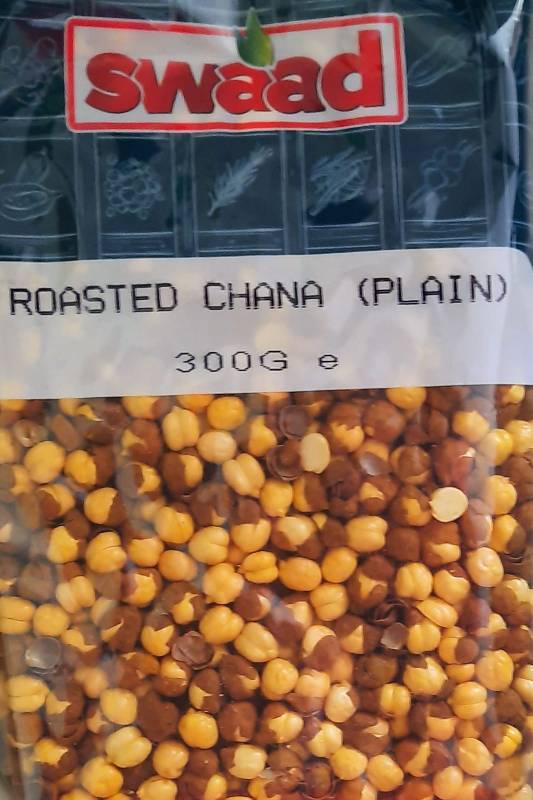 swaad
ROASTED CHANA (PLAIN)
300G e